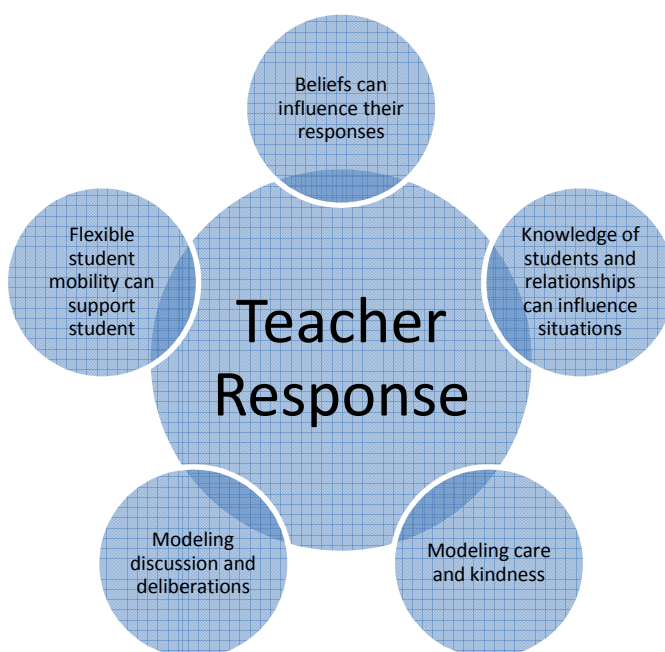 Beliefs can
influence their
responses
Flexible
student
mobility can
support
student
Knowledge of
students and
relationships
can influence
situations
Teacher
Response
Modeling
discussion and
deliberations
Modeling care
and kindness